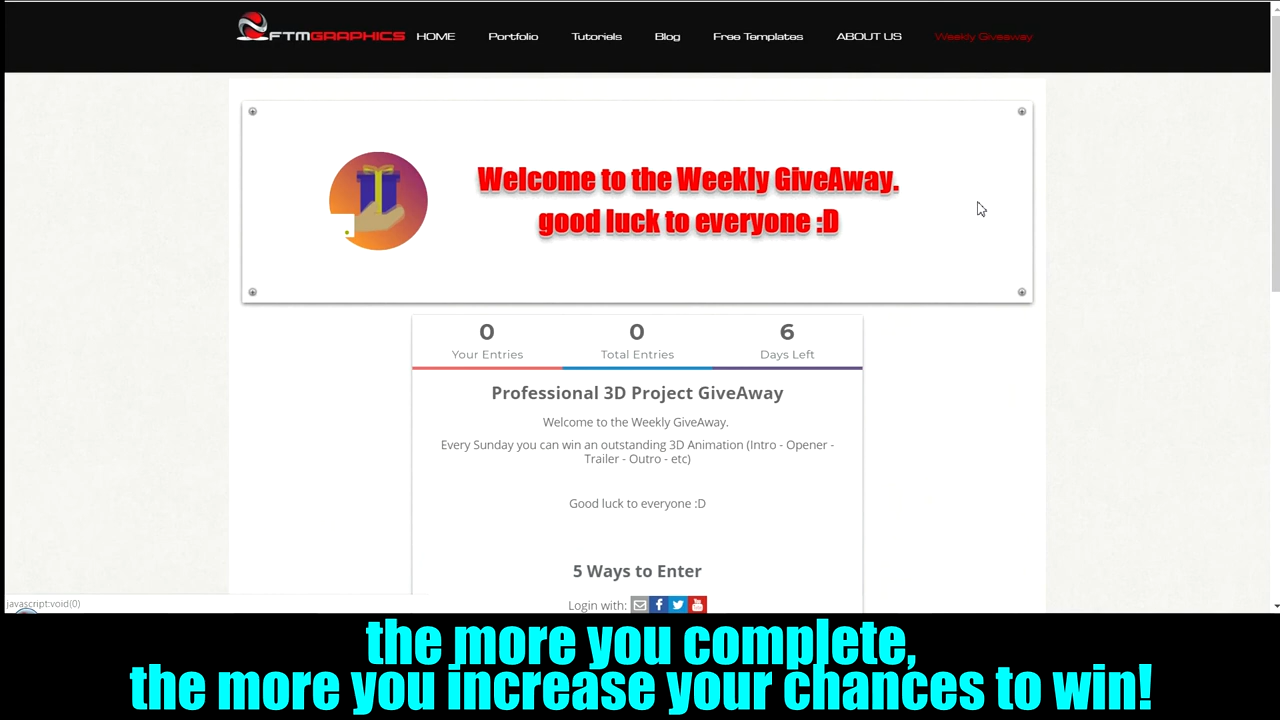 FTMGRAPHICS HOME Portfolio Tutoriels Blog Free Templates ABOUT US Weekly Giveaway
Welcome to the Weekly GiveAway.
good luck to everyone :D
0 0 6
Your Entries Total Entries Days Left
Professional 3D Project GiveAway
Welcome to the Weekly GiveAway.
Every Sunday you can win an outstanding 3D Animation (Intro - Opener -
Trailer - Outro - etc)
Good luck to everyone :D
5 Ways to Enter
Login with:
javascript:void(0)
the more you complete,
the more you increase your chances to win!